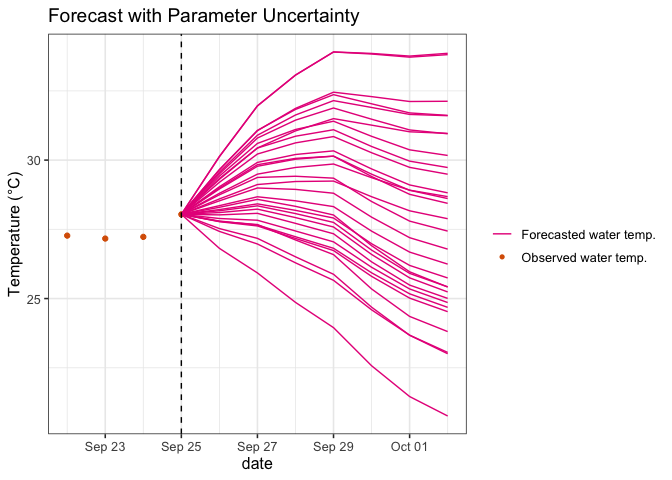 Forecast with Parameter Uncertainty
Temperature (°C)
30
25
Sep 23
Sep 25
Sep 27
Sep 29
Oct 01
date
Forecasted water temp.
Observed water temp.